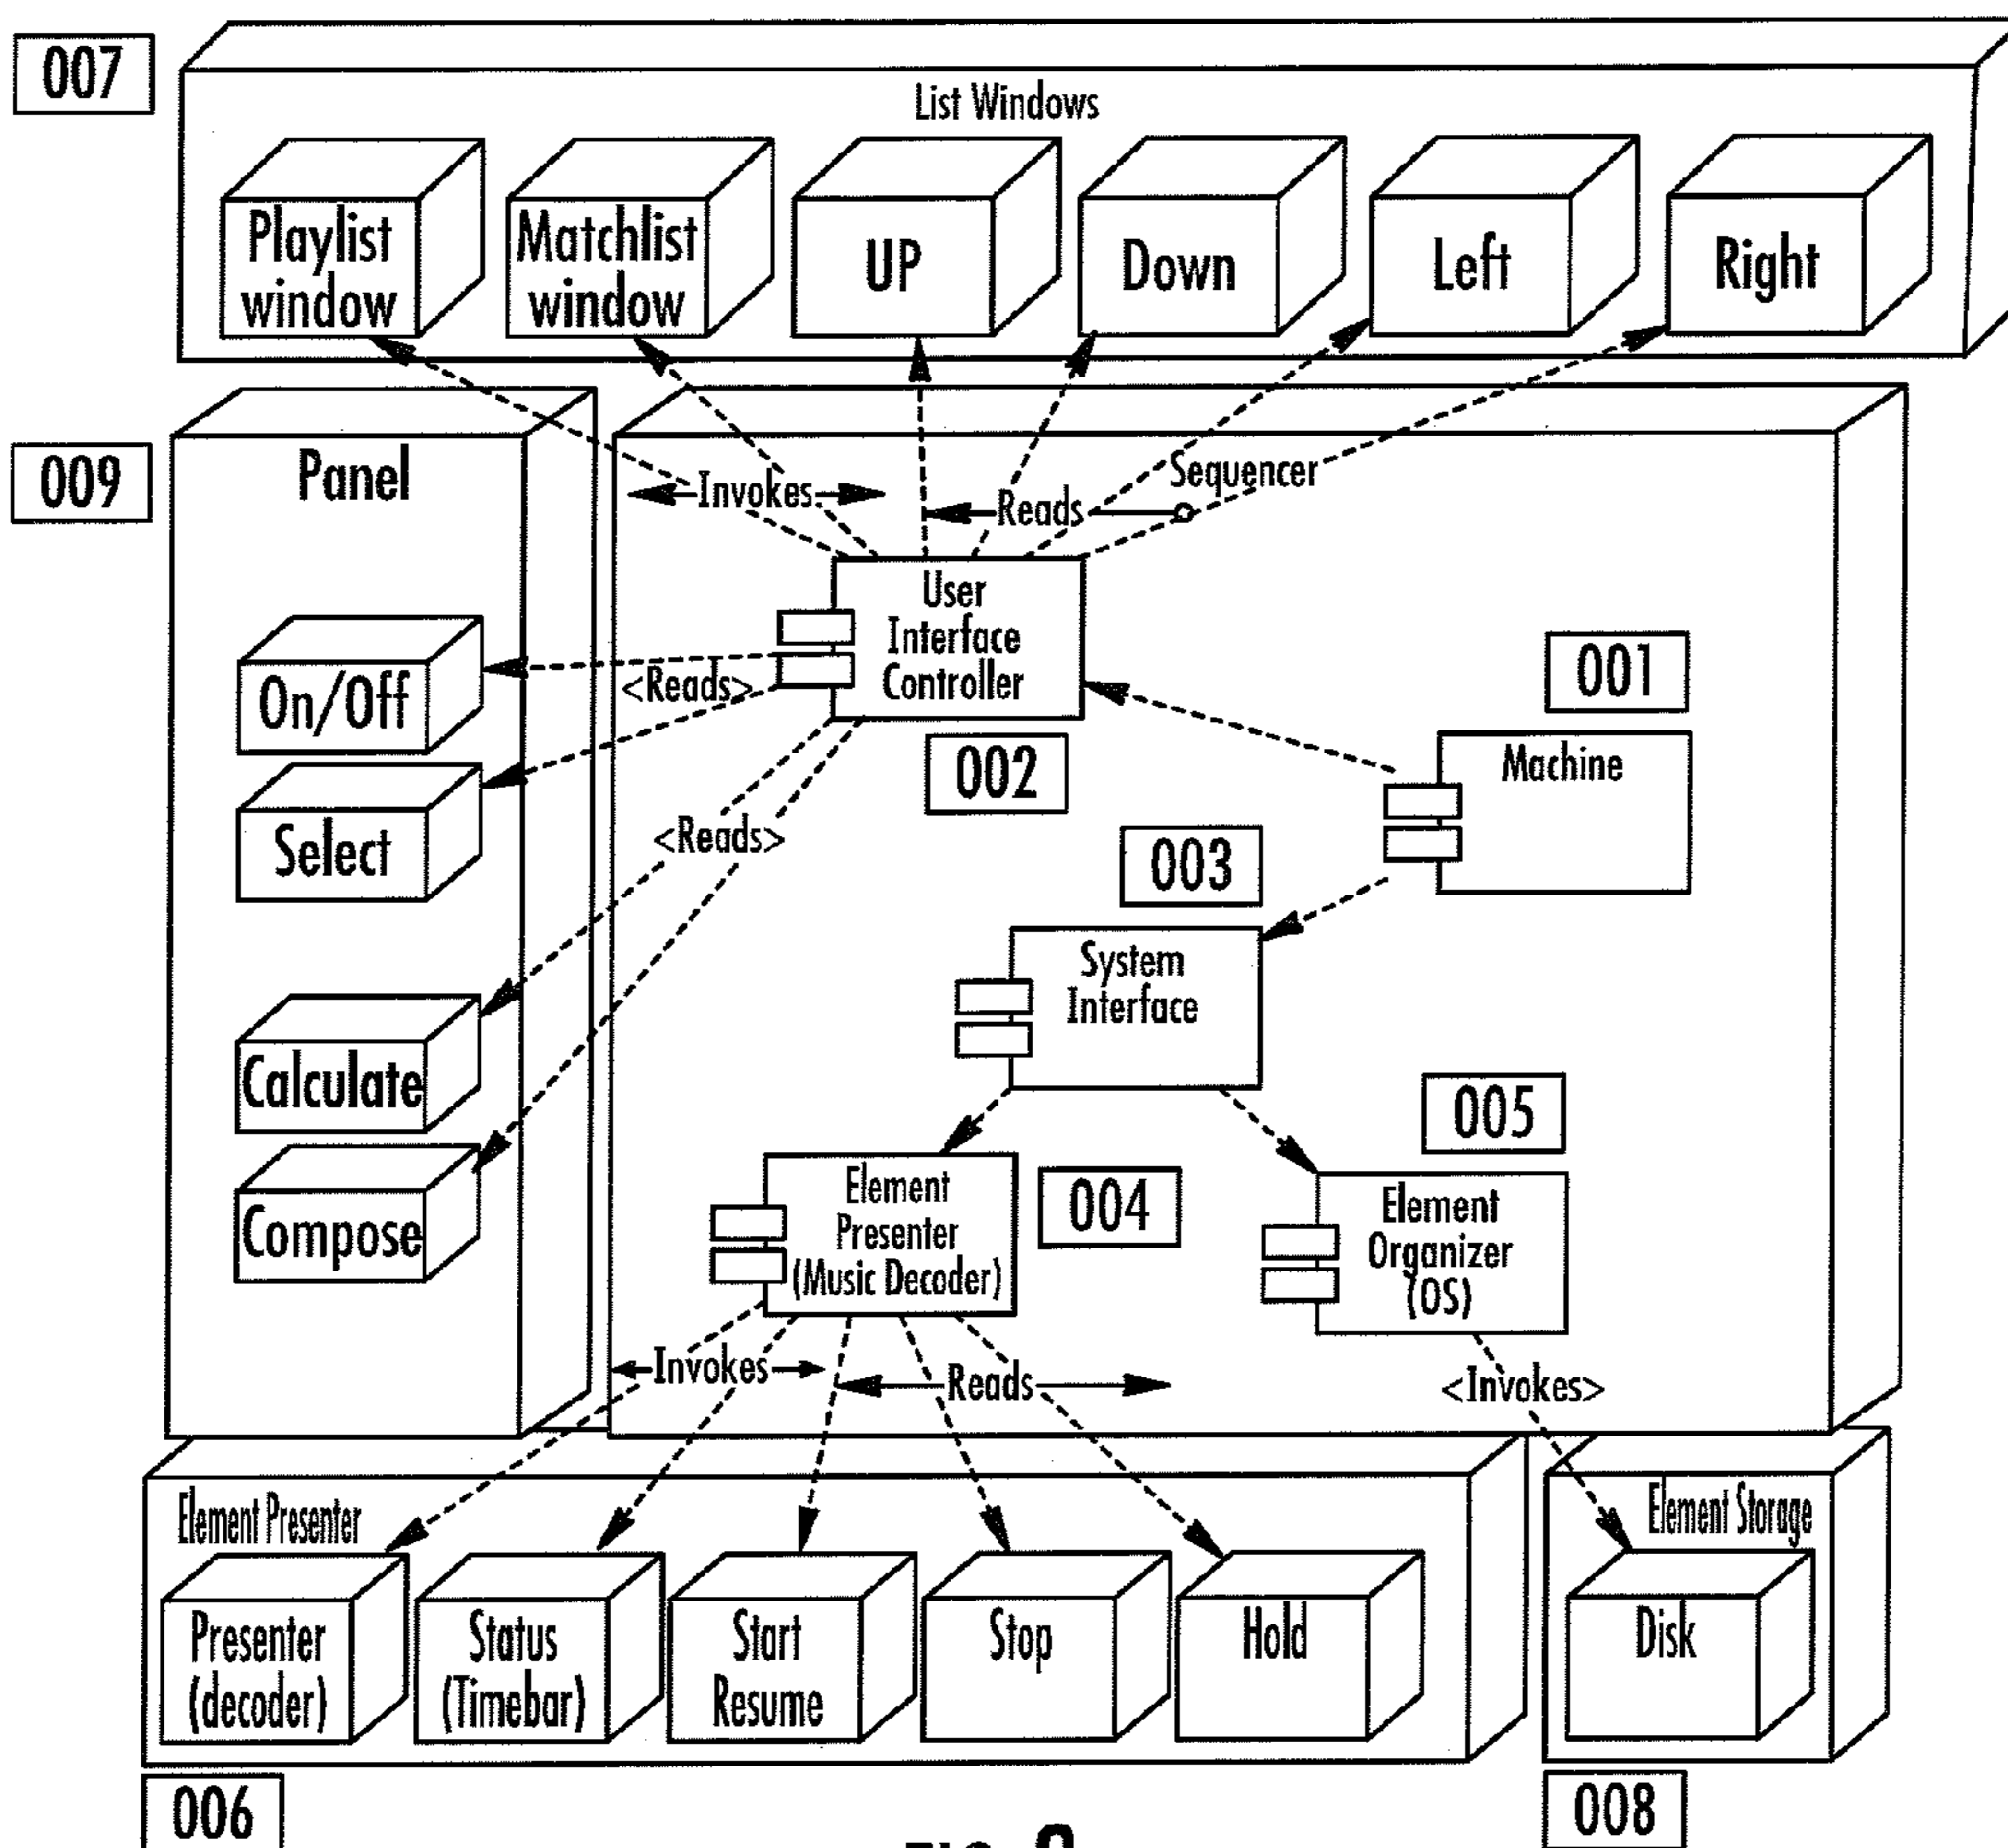 007
List Windows
Playlist
window
Matchlist
window
UP
Down
Left
Right
009
Panel
Sequencer
Invokes
Reads
User
Interface
Controller
<Reads>
On/Off
001
002
Machine
Select
<Reads>
003
System
Interface
Calculate
005
Compose
Element
Presenter
(Music Decoder)
004
Element
Organizer
(OS)
Invokes
Reads
<Invokes>
Element Presenter
Element Storage
Presenter
(decoder)
Status
(Timebar)
Start
Resume
Stop
Hold
Disk
006
008